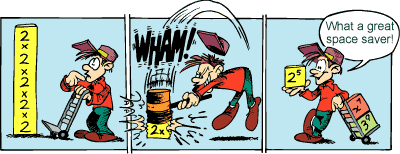 2 × 2 × 2 × 2 × 2
WHAM!
2×
What a great
space saver!
2⁵